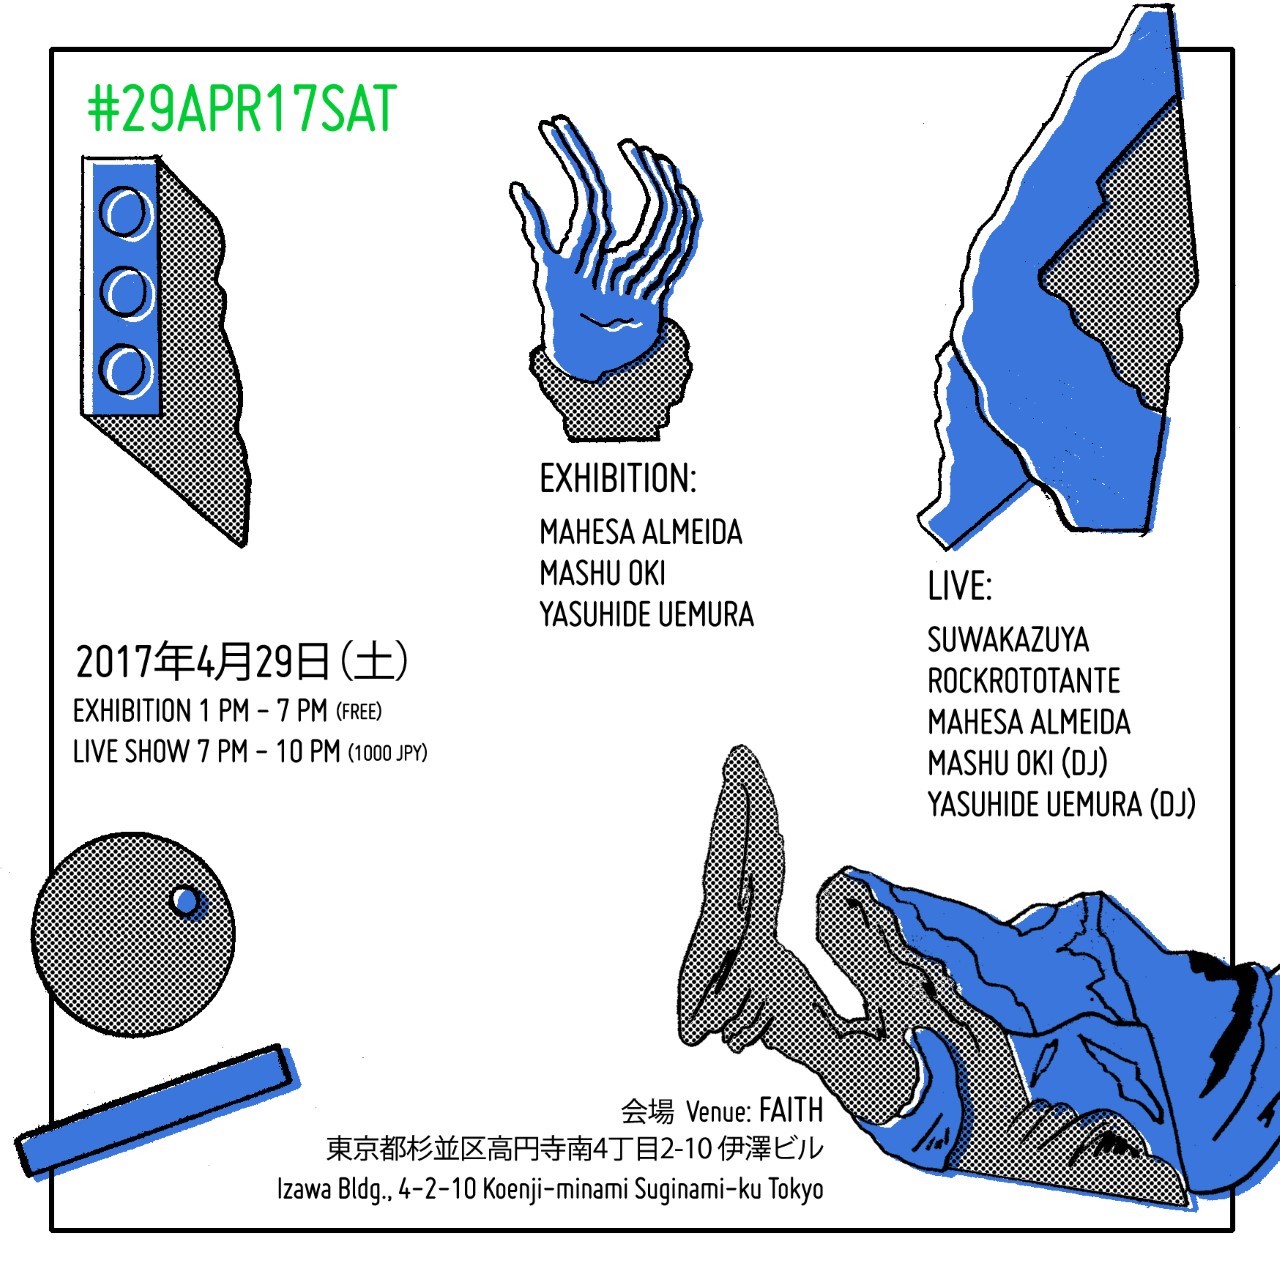 #29APR17SAT
EXHIBITION:
MAHESA ALMEIDA
MASHU OKI
YASUHIDE UEMURA
LIVE:
SUWAKAZUYA
ROCKROTOTANTE
MAHESA ALMEIDA
MASHU OKI (DJ)
YASUHIDE UEMURA (DJ)
2017年4月29日（土）
EXHIBITION 1 PM - 7 PM (FREE)
LIVE SHOW 7 PM - 10 PM (1000 JPY)
会場 Venue: FAITH
東京都杉並区高円寺南4丁目2-10 伊澤ビル
Izawa Bldg., 4-2-10 Koenji-minami Suginami-ku Tokyo